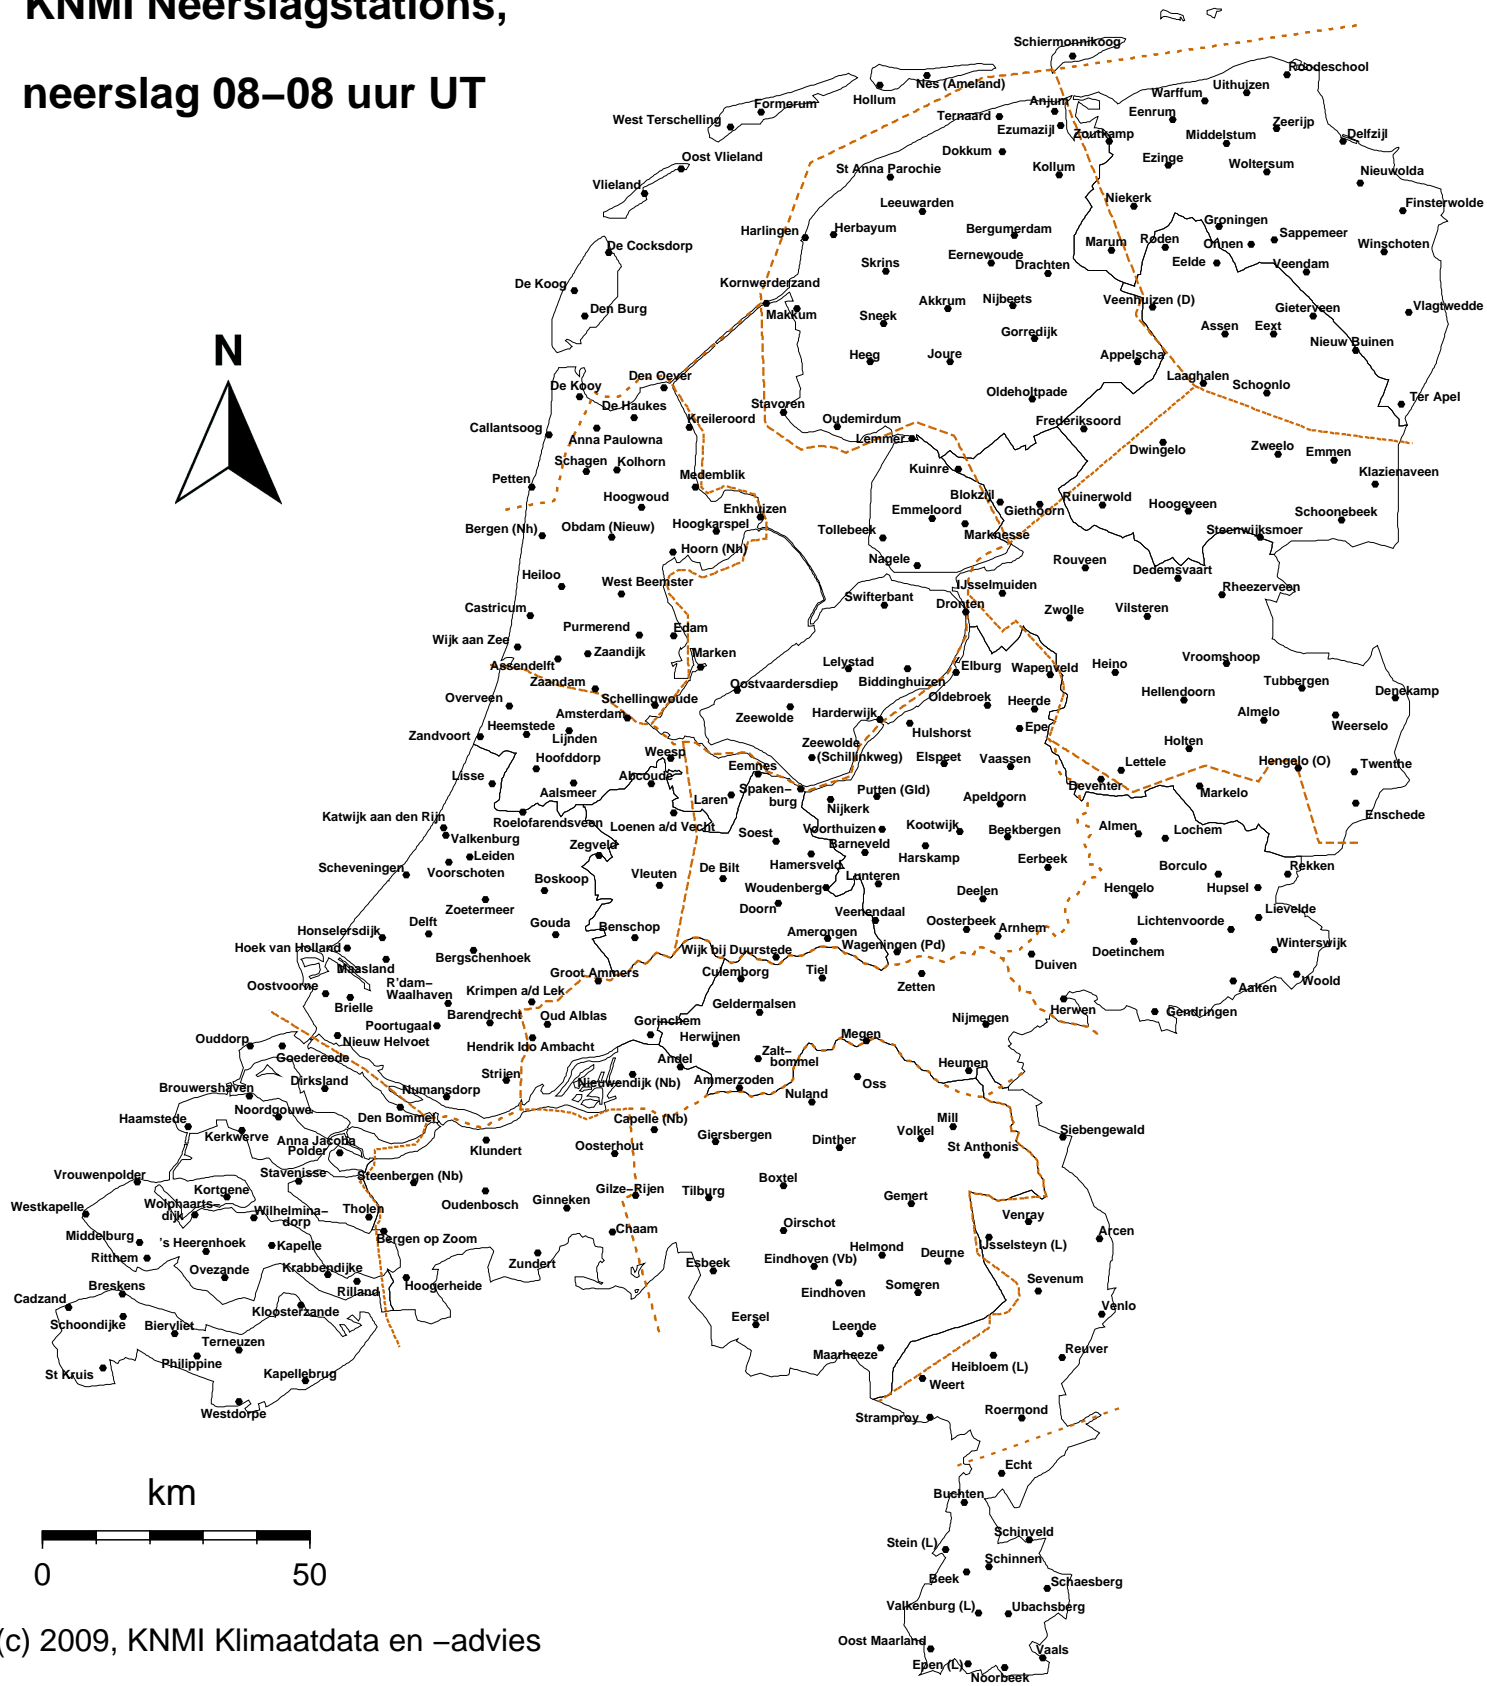 KNMI Neerslagstations,
neerslag 08–08 uur UT
Schiermonnikoog
Roodeschool
Nes (Ameland)
Hollum
Formerum
West Terschelling
Uithuizen
Warffum
Anjum
Ternaard
Eenrum
Ezumazijl
Zoutkamp
Zeerijp
Middelstum
Delfzijl
Dokkum
Oost Vlieland
Ezinge
Woltersum
Kollum
St Anna Parochie
Nieuwolda
Vlieland
Niekerk
Leeuwarden
Finsterwolde
Groningen
Harlingen
Herbayum
Bergumerdam
Sappemeer
De Cocksdorp
Marum
Roden
Onnen
Winschoten
Eernewoude
Skrins
Drachten
Eelde
Veendam
De Koog
Kornwerderzand
Den Burg
Makkum
Akkrum
Nijbeets
Veenhuizen (D)
Gieterveen
Vlagtwedde
Sneek
Gorredijk
Assen
Eext
Nieuw Buinen
Heeg
Joure
Appelscha
Den Oever
De Kooy
Laaghalen
Schoonlo
Oldeholtpade
Ter Apel
De Haukes
Stavoren
Kreileroord
Oudemirdum
Frederiksoord
Callantsoog
Anna Paulowna
Lemmer
Dwingelo
Zweelo
Emmen
Schagen
Kolhorn
Kuinre
Klazienaveen
Petten
Medemblik
Hoogwoud
Blokzijl
Ruinerwold
Emmeloord
Giethoorn
Hoogeveen
Schoonebeek
Enkhuizen
Bergen (Nh)
Obdam (Nieuw)
Hoogkarspel
Tollebeek
Marknesse
Steenwijksmoer
Hoorn (Nh)
Nagele
Rouveen
Dedemsvaart
Heiloo
West Beemster
IJsselmuiden
Rheezerveen
Swifterbant
Dronten
Castricum
Zwolle
Vilsteren
Purmerend
Edam
Wijk aan Zee
Zaandijk
Marken
Assendelft
Lelystad
Elburg
Wapenveld
Heino
Vroomshoop
Zaandam
Oostvaardersdiep
Biddinghuizen
Tubbergen
Overveen
Schellingwoude
Oldebroek
Heerde
Hellendoorn
Denekamp
Amsterdam
Zeewolde
Harderwijk
Almelo
Heemstede
Epe
Weerselo
Zandvoort
Lijnden
Hulshorst
Holten
Weesp
Zeewolde
(Schillinkweg)
Hoofddorp
Elspeet
Vaassen
Lettele
Hengelo (O)
Lisse
Abcoude
Eemnes
Twenthe
Aalsmeer
Laren
Spaken–
burg
Putten (Gld)
Deventer
Markelo
Nijkerk
Apeldoorn
Katwijk aan den Rijn
Roelofarendsveen
Loenen a/d Vecht
Enschede
Valkenburg
Soest
Voorthuizen
Kootwijk
Beekbergen
Almen
Lochem
Zegveld
Barneveld
Leiden
Hamersveld
Harskamp
Eerbeek
Scheveningen
Voorschoten
Vleuten
De Bilt
Lunteren
Borculo
Rekken
Boskoop
Woudenberg
Deelen
Hengelo
Hupsel
Zoetermeer
Doorn
Lievelde
Delft
Gouda
Benschop
Veenendaal
Oosterbeek
Arnhem
Lichtenvoorde
Honselersdijk
Amerongen
Winterswijk
Hoek van Holland
Bergschenhoek
Wijk bij Duurstede
Wageningen (Pd)
Doetinchem
Maasland
Duiven
Groot Ammers
Culemborg
Tiel
Oostvoorne
R'dam–
Waalhaven
Krimpen a/d Lek
Zetten
Woold
Aalten
Brielle
Geldermalsen
Herwen
Gendringen
Barendrecht
Oud Alblas
Poortugaal
Gorinchem
Nijmegen
Ouddorp
Nieuw Helvoet
Herwijnen
Megen
Goedereede
Hendrik Ido Ambacht
Andel
Zalt–
bommel
Heumen
Strijen
Nieuwendijk (Nb)
Ammerzoden
Oss
Brouwershaven
Dirksland
Numansdorp
Nuland
Haamstede
Noordgouwe
Den Bommel
Capelle (Nb)
Mill
Kerkwerve
Giersbergen
Volkel
Siebengewald
Anna Jacoba
Polder
Klundert
Oosterhout
Dinther
St Anthonis
Vrouwenpolder
Stavenisse
Steenbergen (Nb)
Boxtel
Kortgene
Gilze–Rijen
Tilburg
Westkapelle
Wolphaarts–
dijk
Wilhelmina–
dorp
Tholen
Oudenbosch
Ginneken
Gemert
Venray
Middelburg
Bergen op Zoom
Chaam
Oirschot
Arcen
's Heerenhoek
Kapelle
IJsselsteyn (L)
Ritthem
Helmond
Deurne
Ovezande
Krabbendijke
Zundert
Esbeek
Eindhoven (Vb)
Breskens
Rilland
Hoogerheide
Someren
Sevenum
Cadzand
Eindhoven
Kloosterzande
Venlo
Schoondijke
Biervliet
Eersel
Leende
Terneuzen
Maarheeze
Reuver
Philippine
Heibloem (L)
St Kruis
Kapellebrug
Weert
Westdorpe
Stramproy
Roermond
Echt
km
Buchten
0
50
Schinveld
Stein (L)
Schinnen
Beek
Schaesberg
Valkenburg (L)
Ubachsberg
(c) 2009, KNMI Klimaatdata en –advies
Oost Maarland
Vaals
Epen (L)
Noorbeek